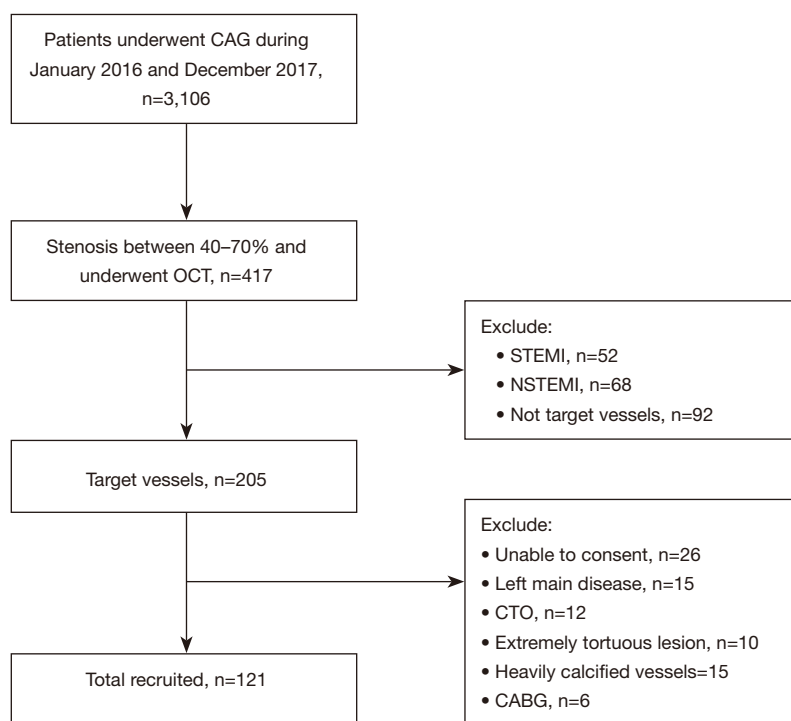 Patients underwent CAG during
January 2016 and December 2017,
n=3,106
Stenosis between 40–70% and
underwent OCT, n=417
Exclude:
• STEMI, n=52
• NSTEMI, n=68
• Not target vessels, n=92
Target vessels, n=205
Exclude:
• Unable to consent, n=26
• Left main disease, n=15
• CTO, n=12
• Extremely tortuous lesion, n=10
• Heavily calcified vessels=15
• CABG, n=6
Total recruited, n=121